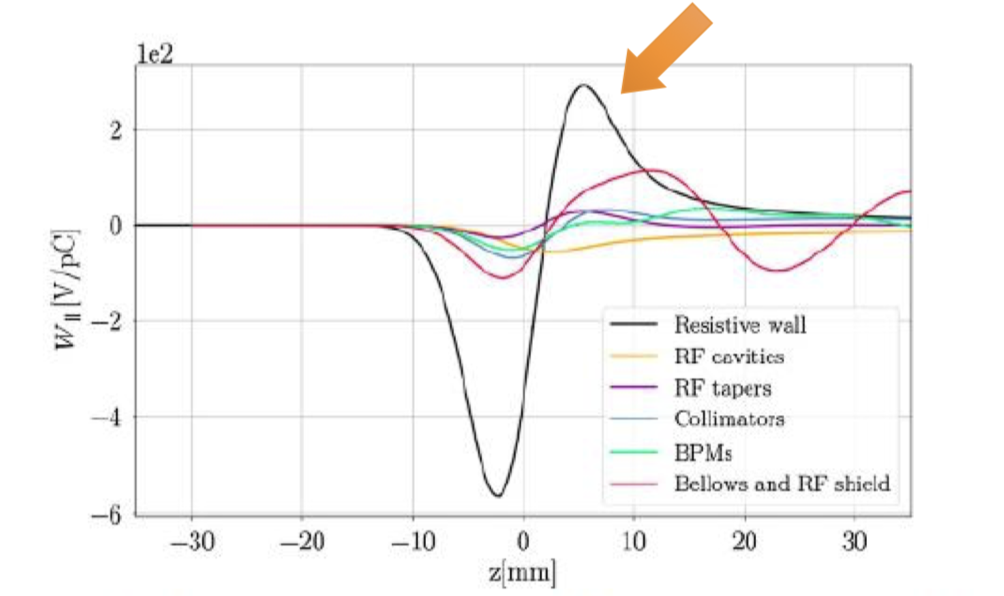 1e2
2
0
−2
−4
−6
W∥[V/pC]
−30 −20 −10 0 10 20 30
z[mm]
Resistive wall
RF cavities
RF tapers
Collimators
BPMs
Bellows and RF shield